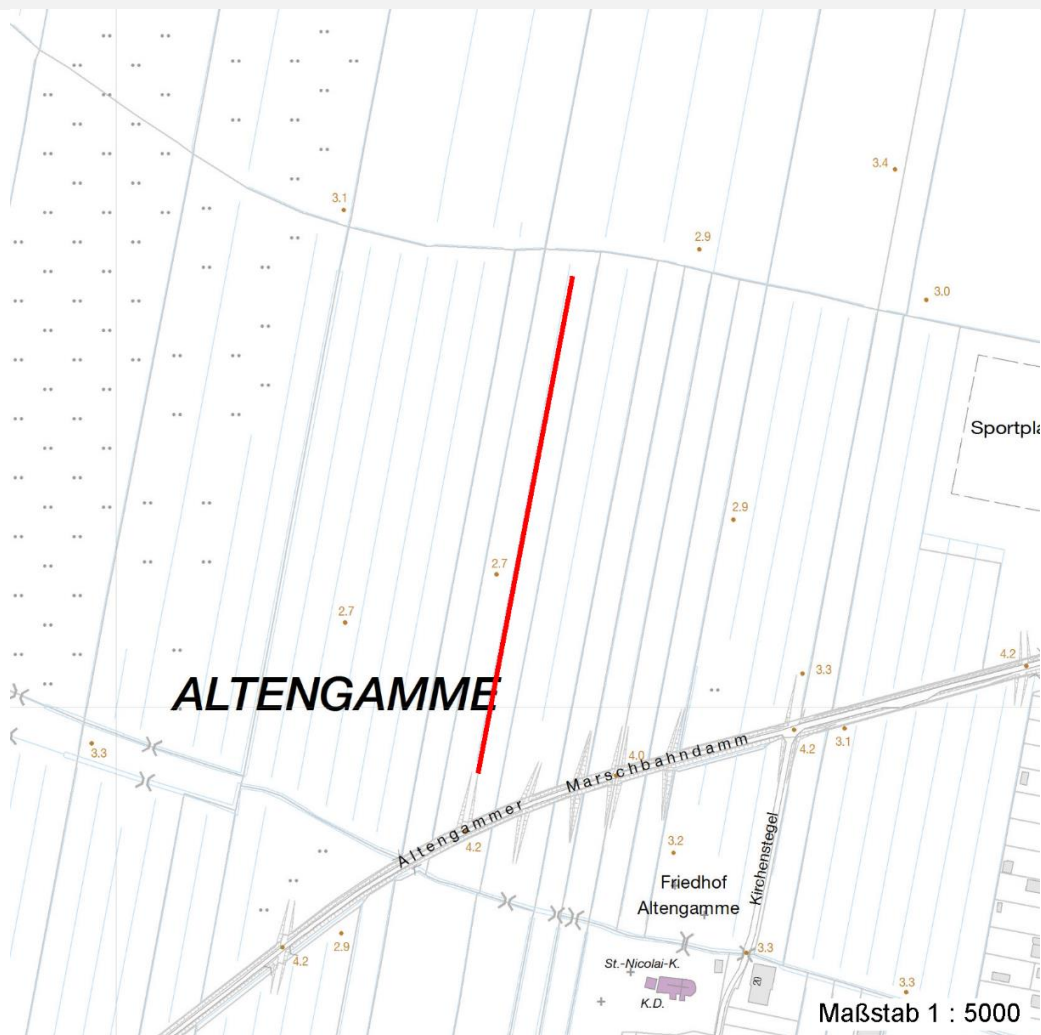 3.4
3.1
2.9
3.0
Sportpla
2.9
2.7
2.7
4.2
3.3
ALTENGAMME
3.3
4.2
3.1
4.0
Altengammer Marschbahndamm
4.2
3.2
Kirchenstegel
Friedhof
Altengamme
2.9
4.2
3.3
St.-Nicolai-K.
20
3.3
K.D.
Maßstab 1 : 5000